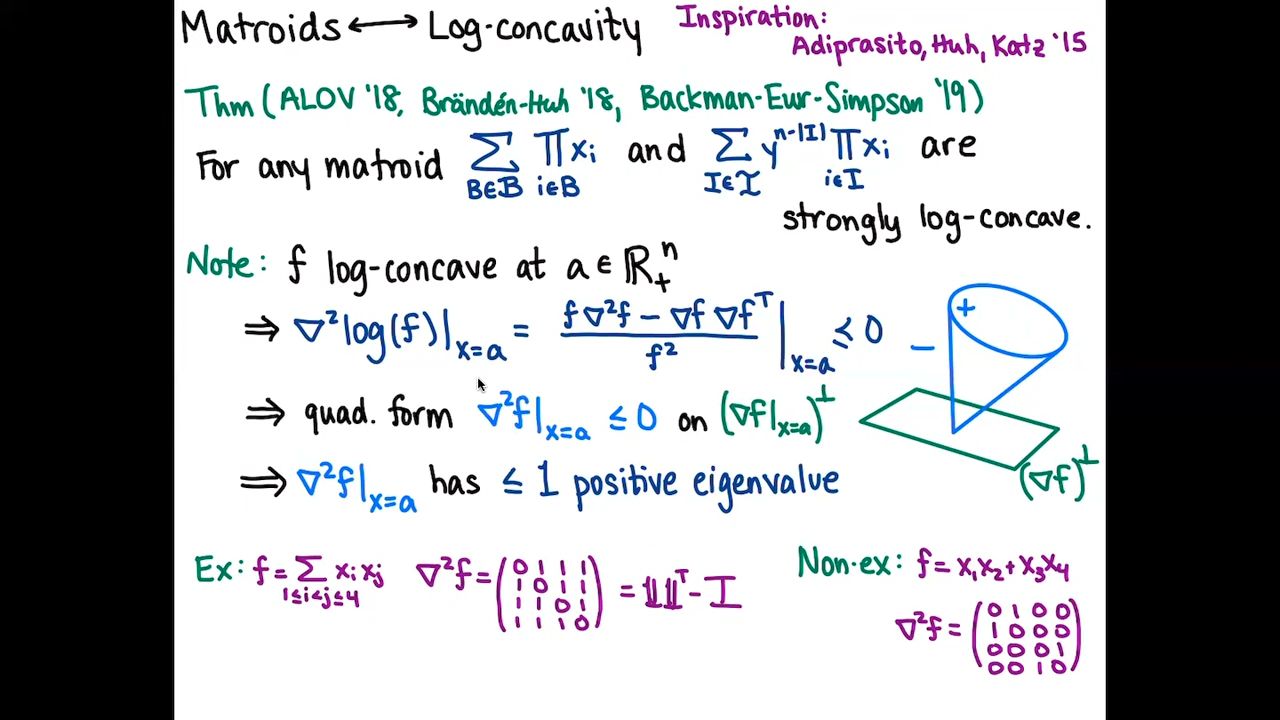 Matroids ⟷ Log-concavity
Inspiration:
Adiprasito, Huh, Katz '15
Thm (ALOV '18, Brändén-Huh '18, Backman-Eur-Simpson '19)
For any matroid ∑_{B∈ℬ} ∏_{i∈B} x_i and ∑_{I∈ℐ} y^{n-|I|} ∏_{i∈I} x_i are
strongly log-concave.
Note: f log-concave at a ∈ ℝ₊ⁿ
⇒ ∇²log(f)|_{x=a} = (f∇²f − ∇f ∇fᵀ)/f² |_{x=a} ≼ 0
⇒ quad. form ∇²f|_{x=a} ≤ 0 on (∇f|_{x=a})^⊥
⇒ ∇²f|_{x=a} has ≤ 1 positive eigenvalue
+
−
(∇f)^⊥
Ex: f = ∑_{1≤i<j≤4} x_i x_j ∇²f = (0 1 1 1
1 0 1 1
1 1 0 1
1 1 1 0) = 𝟙𝟙ᵀ − I
Non-ex: f = x₁x₂ + x₃x₄
∇²f = (0 1 0 0
1 0 0 0
0 0 0 1
0 0 1 0)